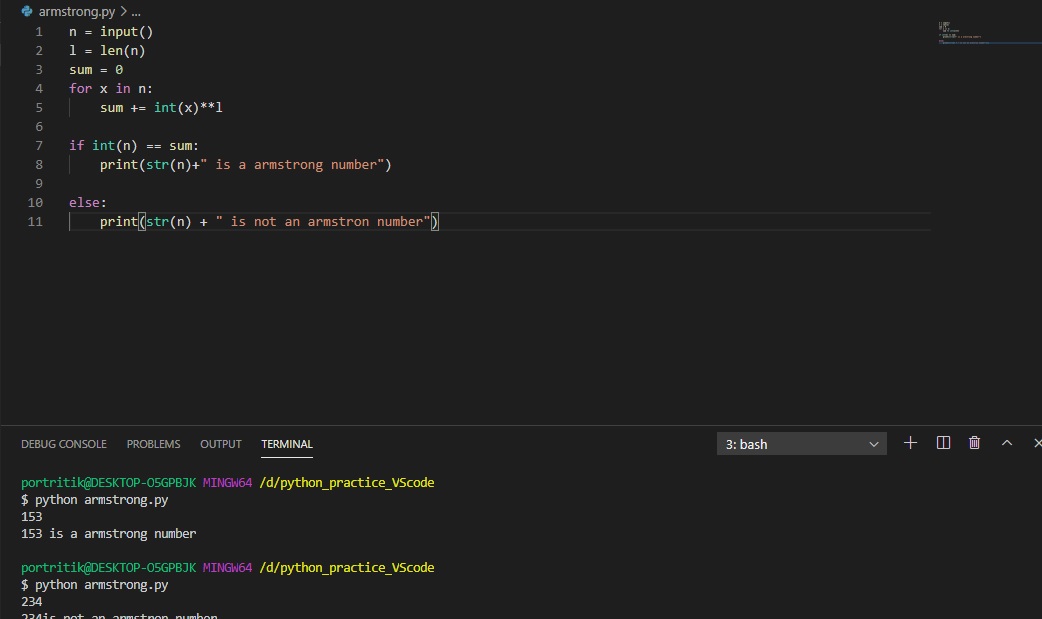 armstrong.py > ...
1 n = input()
2 l = len(n)
3 sum = 0
4 for x in n:
5 sum += int(x)**l
6
7 if int(n) == sum:
8 print(str(n)+" is a armstrong number")
9
10 else:
11 print(str(n) + " is not an armstron number")
DEBUG CONSOLE PROBLEMS OUTPUT TERMINAL 3: bash
portritik@DESKTOP-O5GPBJK MINGW64 /d/python_practice_VScode
$ python armstrong.py
153
153 is a armstrong number
portritik@DESKTOP-O5GPBJK MINGW64 /d/python_practice_VScode
$ python armstrong.py
234
234is not an armstron number